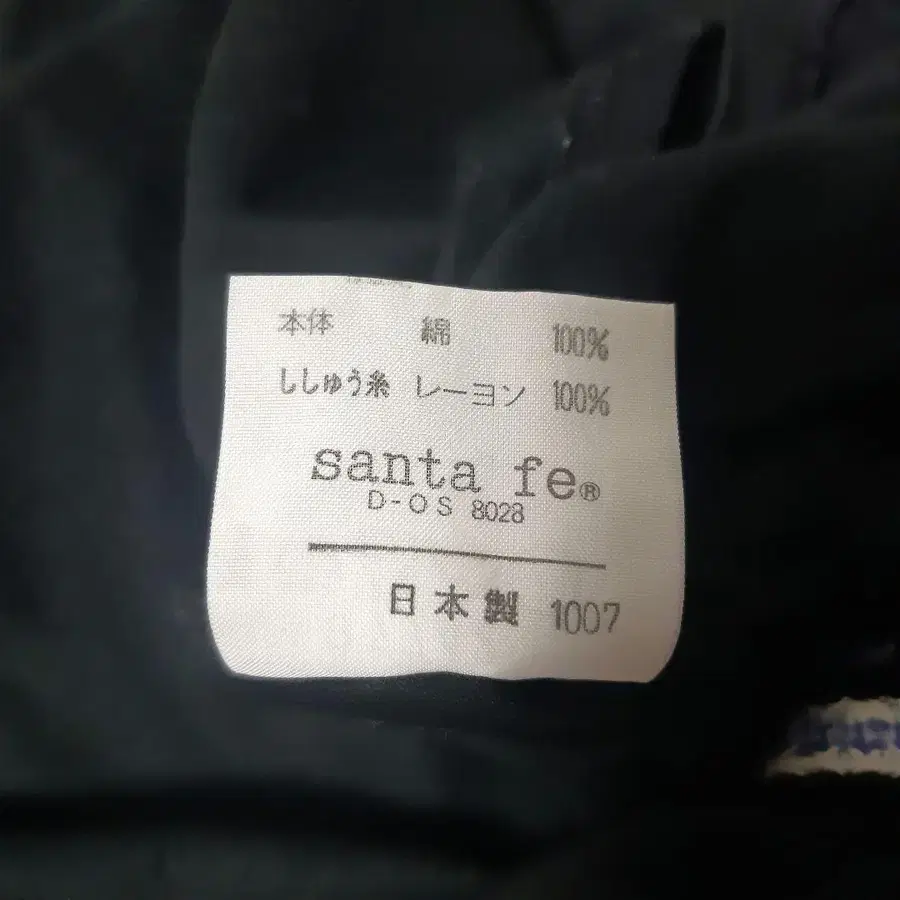 本体 綿 100%
ししゅう糸 レーヨン 100%
santa fe®
D-OS 8028
日本製 1007